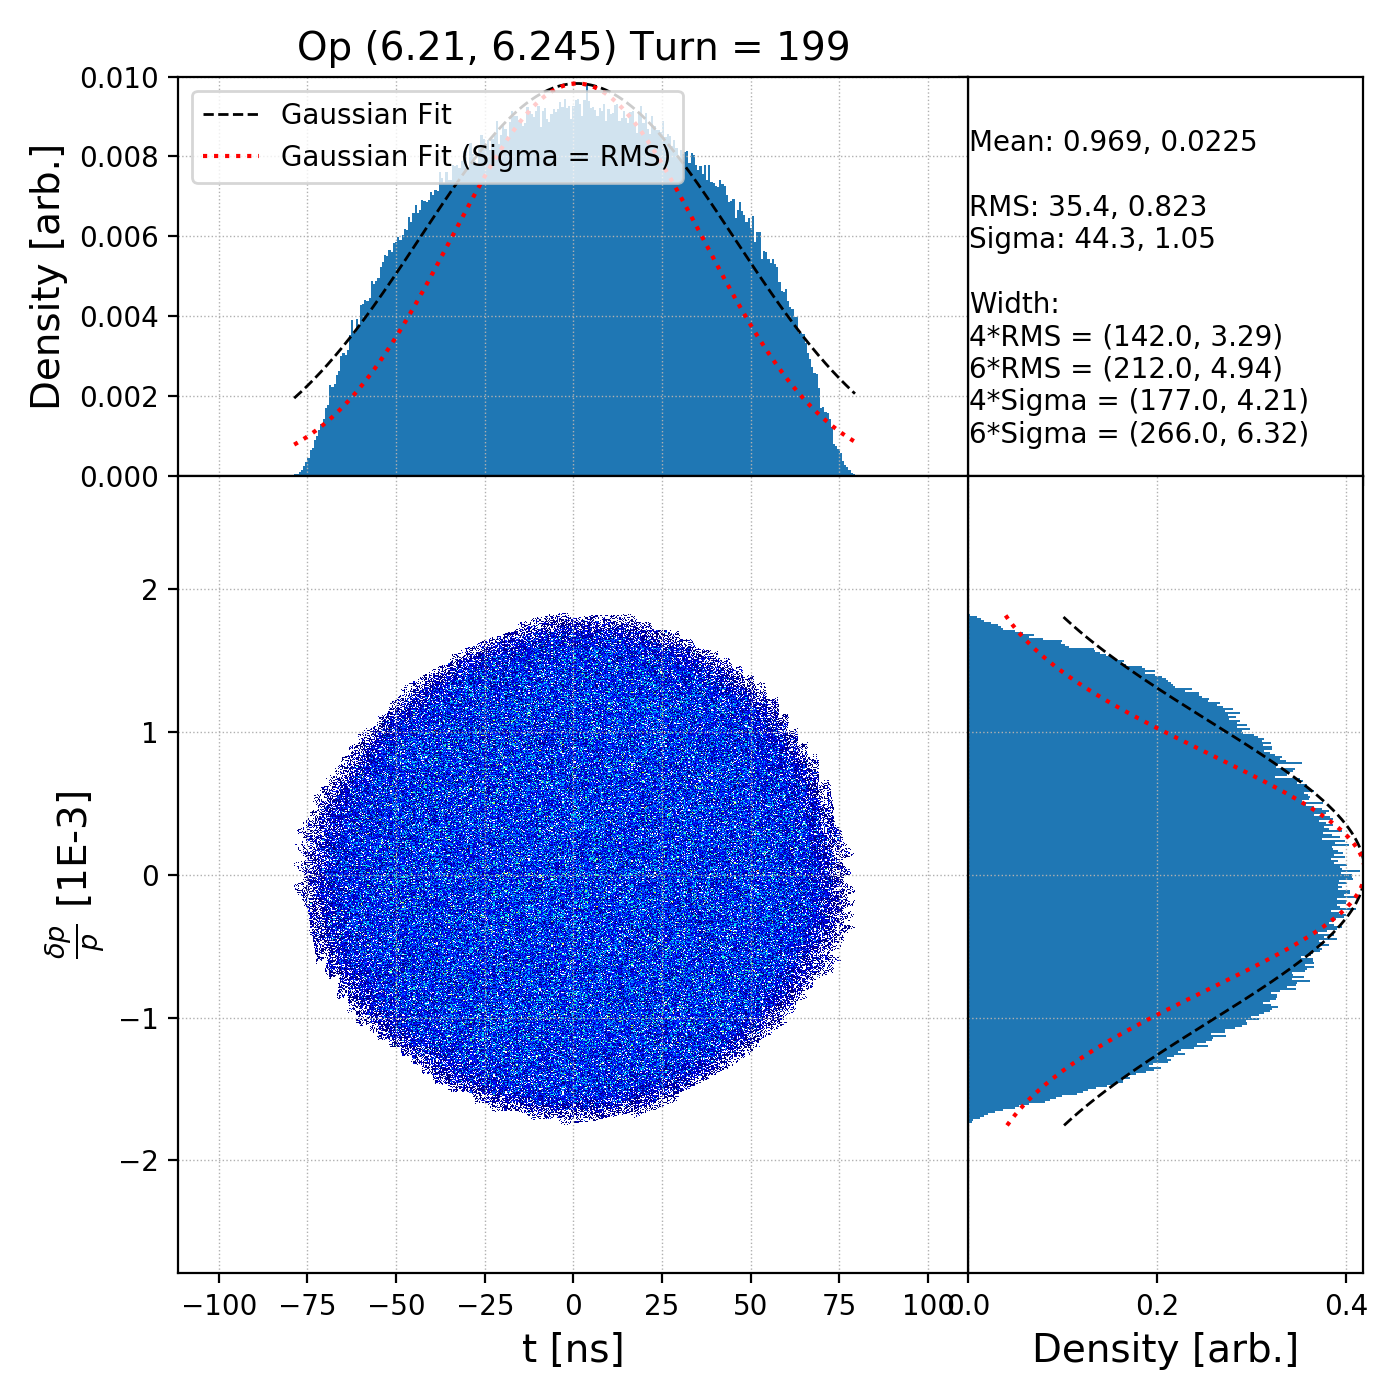 Op (6.21, 6.245) Turn = 199
0.010
0.008
0.006
0.004
0.002
0.000
Density [arb.]
Gaussian Fit
Gaussian Fit (Sigma = RMS)
Mean: 0.969, 0.0225
RMS: 35.4, 0.823
Sigma: 44.3, 1.05
Width:
4*RMS = (142.0, 3.29)
6*RMS = (212.0, 4.94)
4*Sigma = (177.0, 4.21)
6*Sigma = (266.0, 6.32)
2
1
0
−1
−2
δp/p [1E-3]
−100 −75 −50 −25 0 25 50 75 100
t [ns]
0.0 0.2 0.4
Density [arb.]